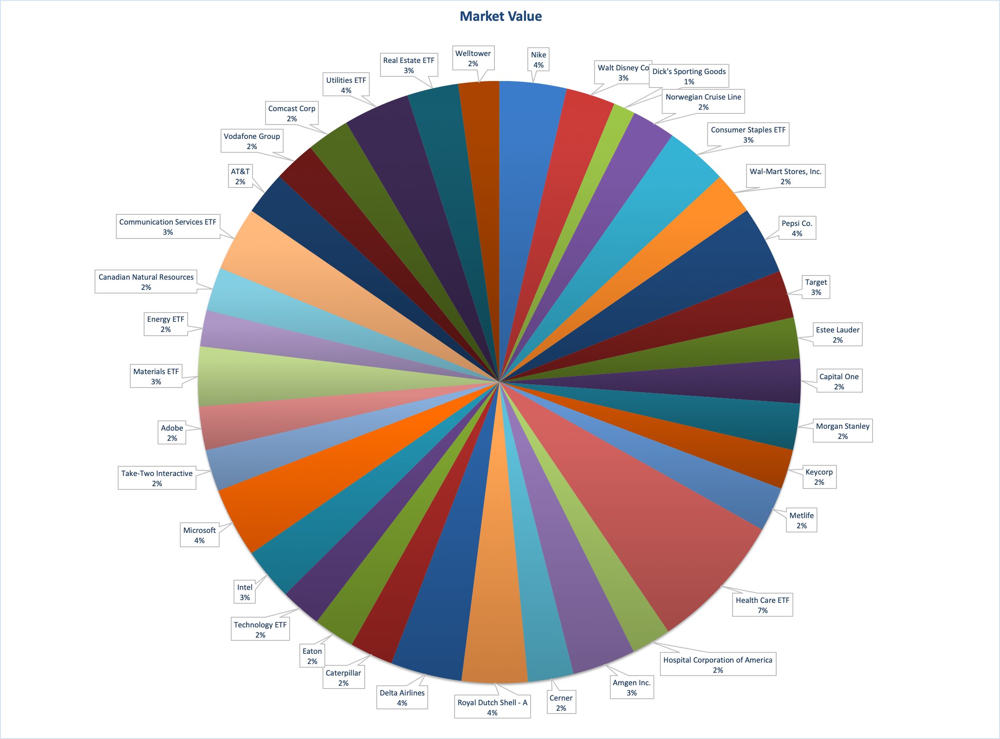 Market Value
Nike
4%
Walt Disney Co
3%
Dick's Sporting Goods
1%
Norwegian Cruise Line
2%
Consumer Staples ETF
3%
Wal-Mart Stores, Inc.
2%
Pepsi Co.
4%
Target
3%
Estee Lauder
2%
Capital One
2%
Morgan Stanley
2%
Keycorp
2%
Metlife
2%
Health Care ETF
7%
Hospital Corporation of America
2%
Amgen Inc.
3%
Cerner
2%
Royal Dutch Shell - A
4%
Delta Airlines
4%
Caterpillar
2%
Eaton
2%
Technology ETF
2%
Intel
3%
Microsoft
4%
Take-Two Interactive
2%
Adobe
2%
Materials ETF
3%
Energy ETF
2%
Canadian Natural Resources
2%
Communication Services ETF
3%
AT&T
2%
Vodafone Group
2%
Comcast Corp
2%
Utilities ETF
4%
Real Estate ETF
3%
Welltower
2%